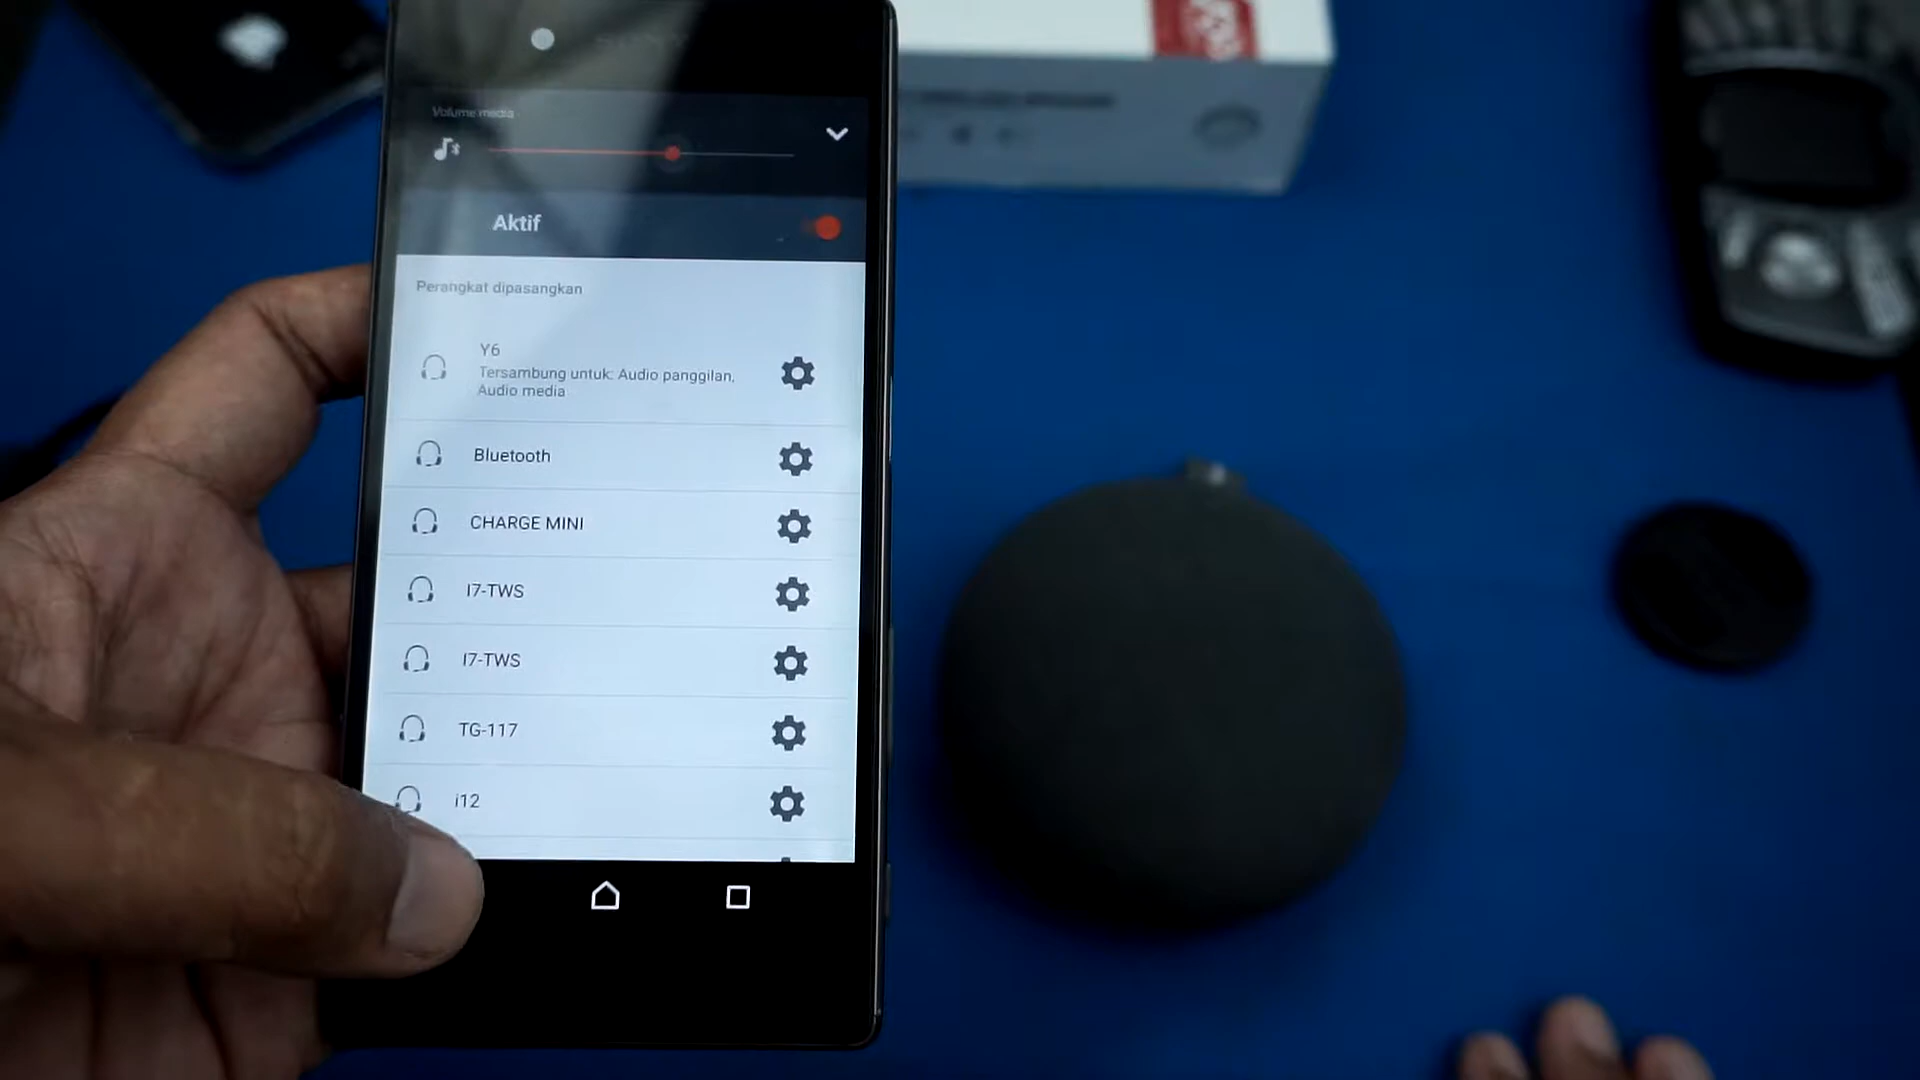 Volume media
Aktif
Perangkat dipasangkan
Y6
Tersambung untuk: Audio panggilan,
Audio media
Bluetooth
CHARGE MINI
I7-TWS
I7-TWS
TG-117
i12